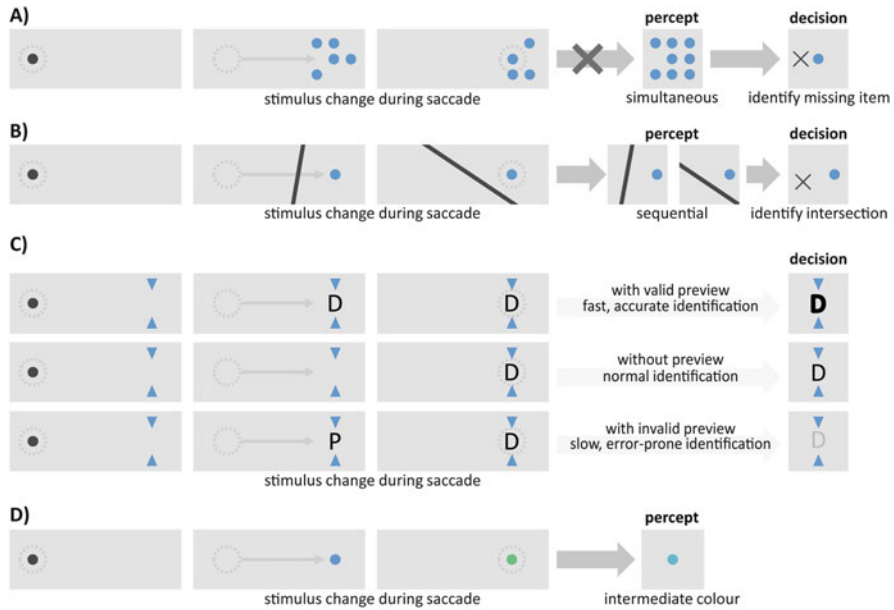 A)
percept
decision
stimulus change during saccade
simultaneous
identify missing item
B)
percept
decision
stimulus change during saccade
sequential
identify intersection
C)
decision
D
D
with valid preview
fast, accurate identification
D
D
without preview
normal identification
D
P
D
with invalid preview
slow, error-prone identification
D
stimulus change during saccade
D)
percept
stimulus change during saccade
intermediate colour